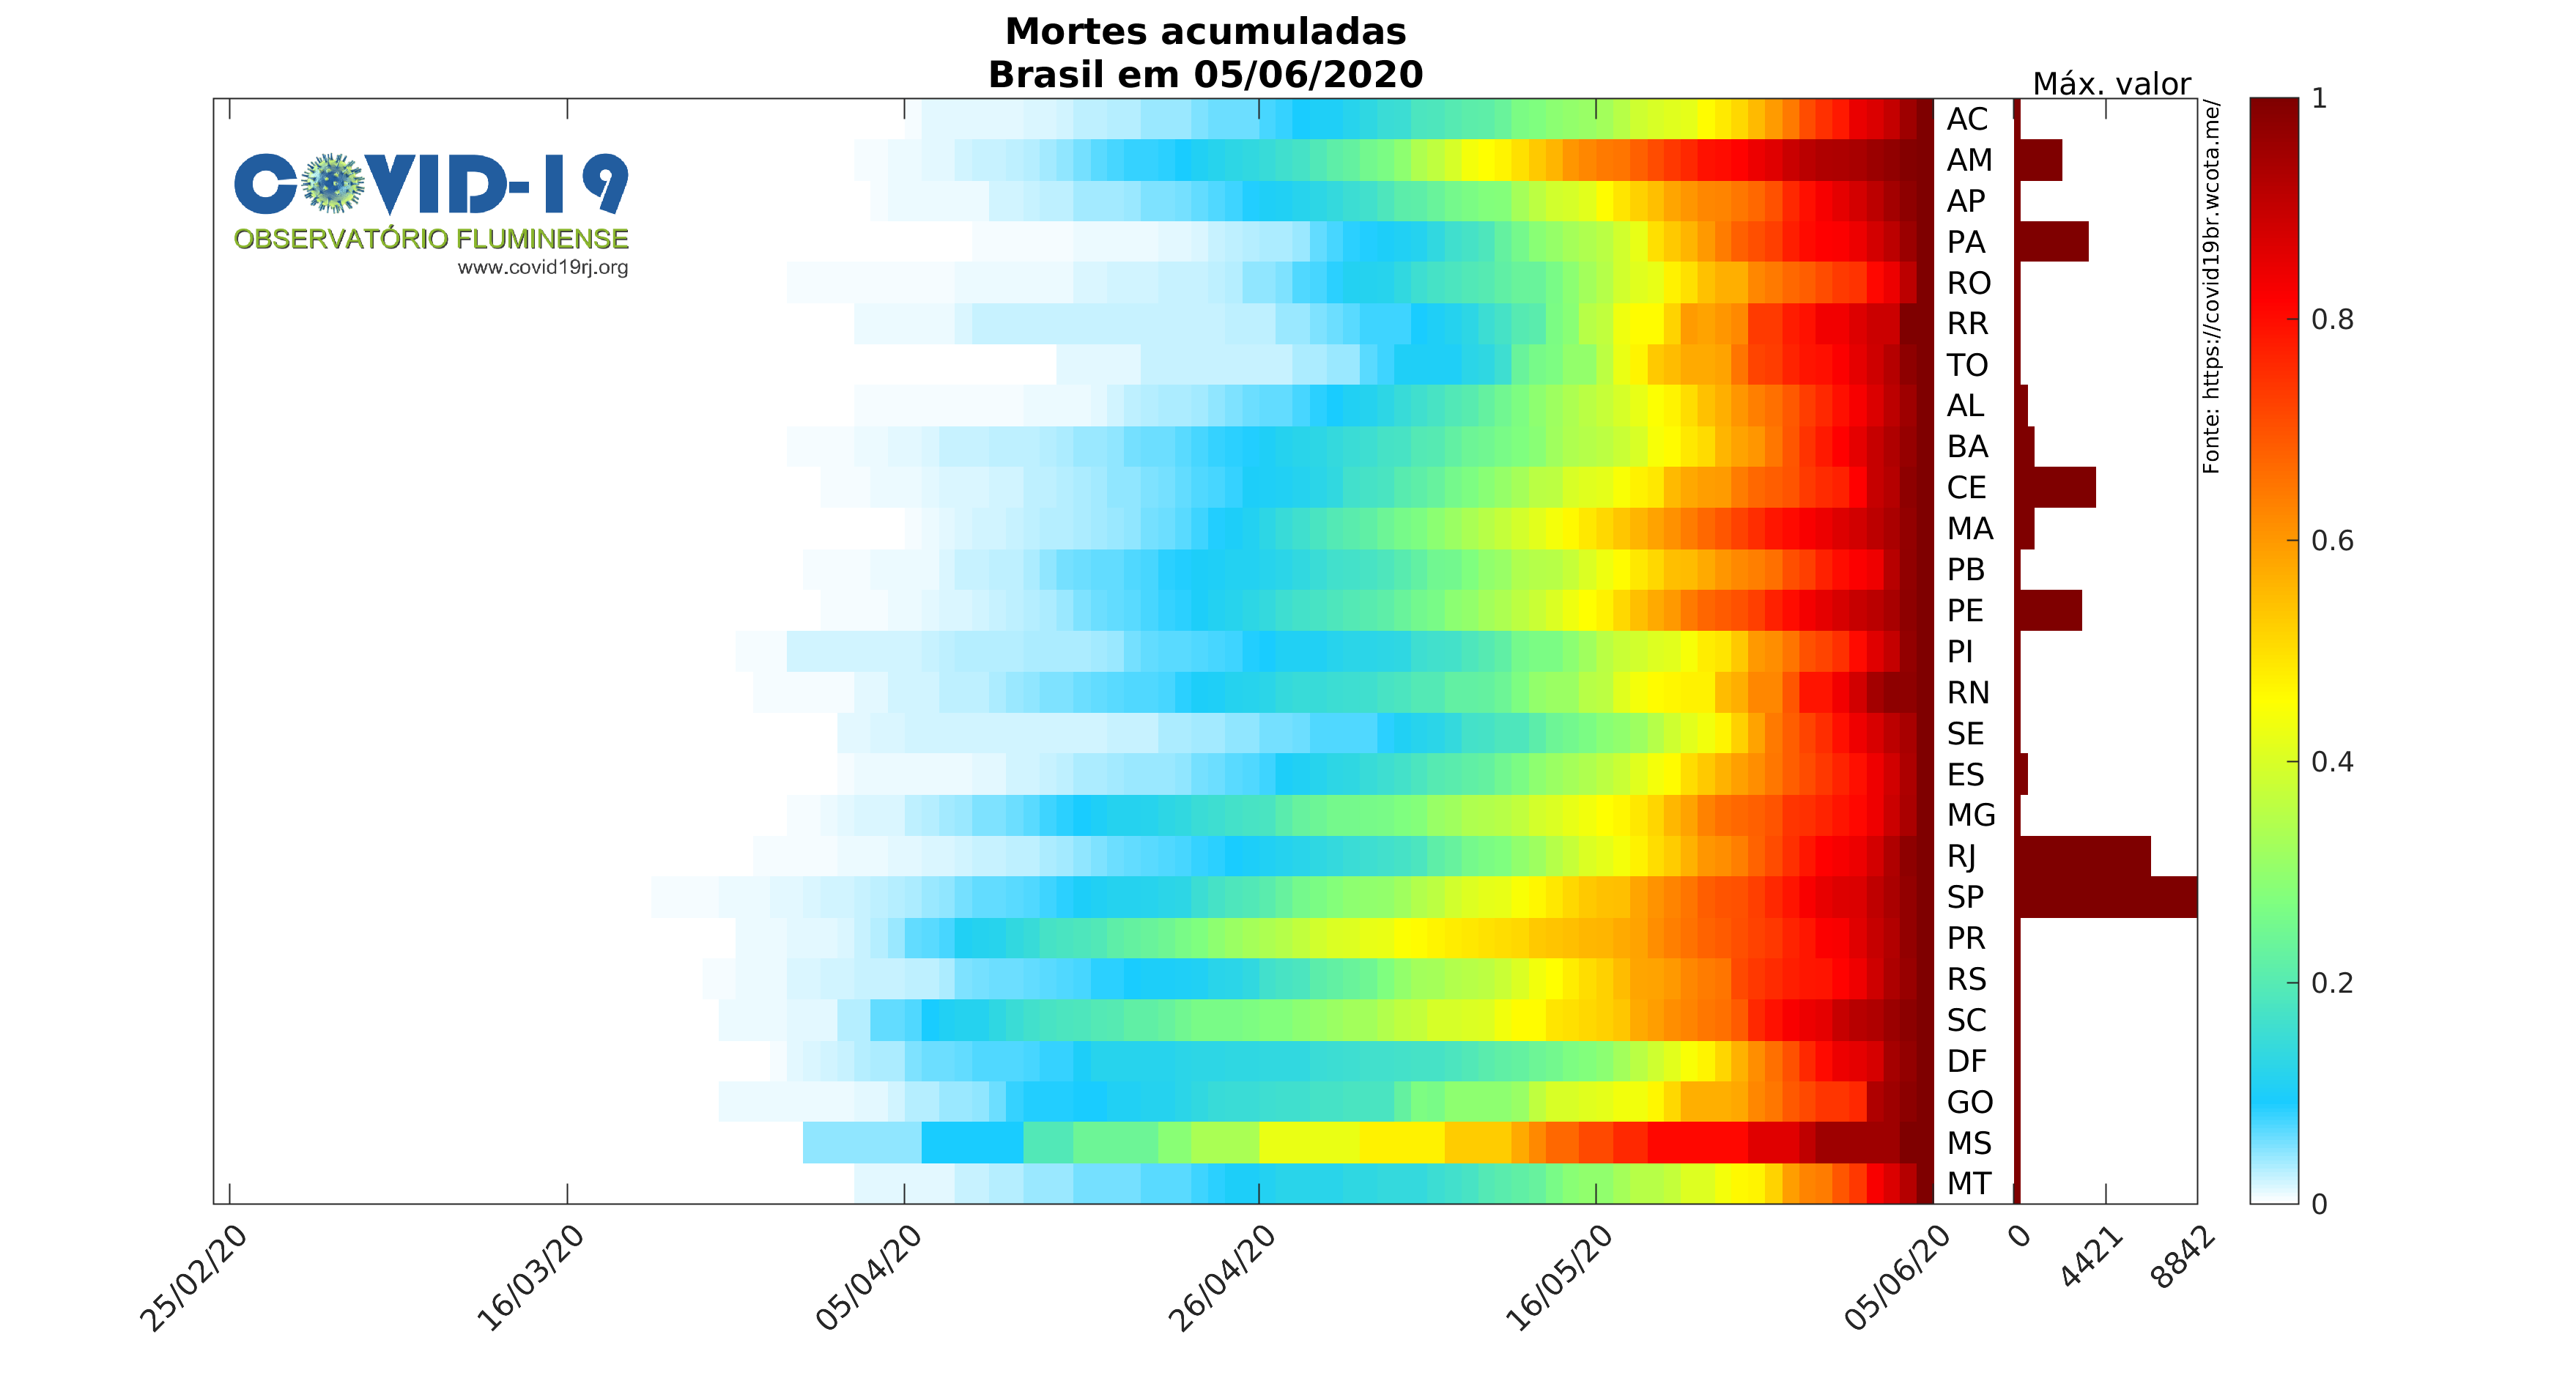 Mortes acumuladas
Brasil em 05/06/2020
Máx. valor
COVID-19
OBSERVATÓRIO FLUMINENSE
www.covid19rj.org
AC
AM
AP
PA
RO
RR
TO
AL
BA
CE
MA
PB
PE
PI
RN
SE
ES
MG
RJ
SP
PR
RS
SC
DF
GO
MS
MT
Fonte: https://covid19br.wcota.me/
1
0.8
0.6
0.4
0.2
0
25/02/20
16/03/20
05/04/20
26/04/20
16/05/20
05/06/20
0
4421
8842